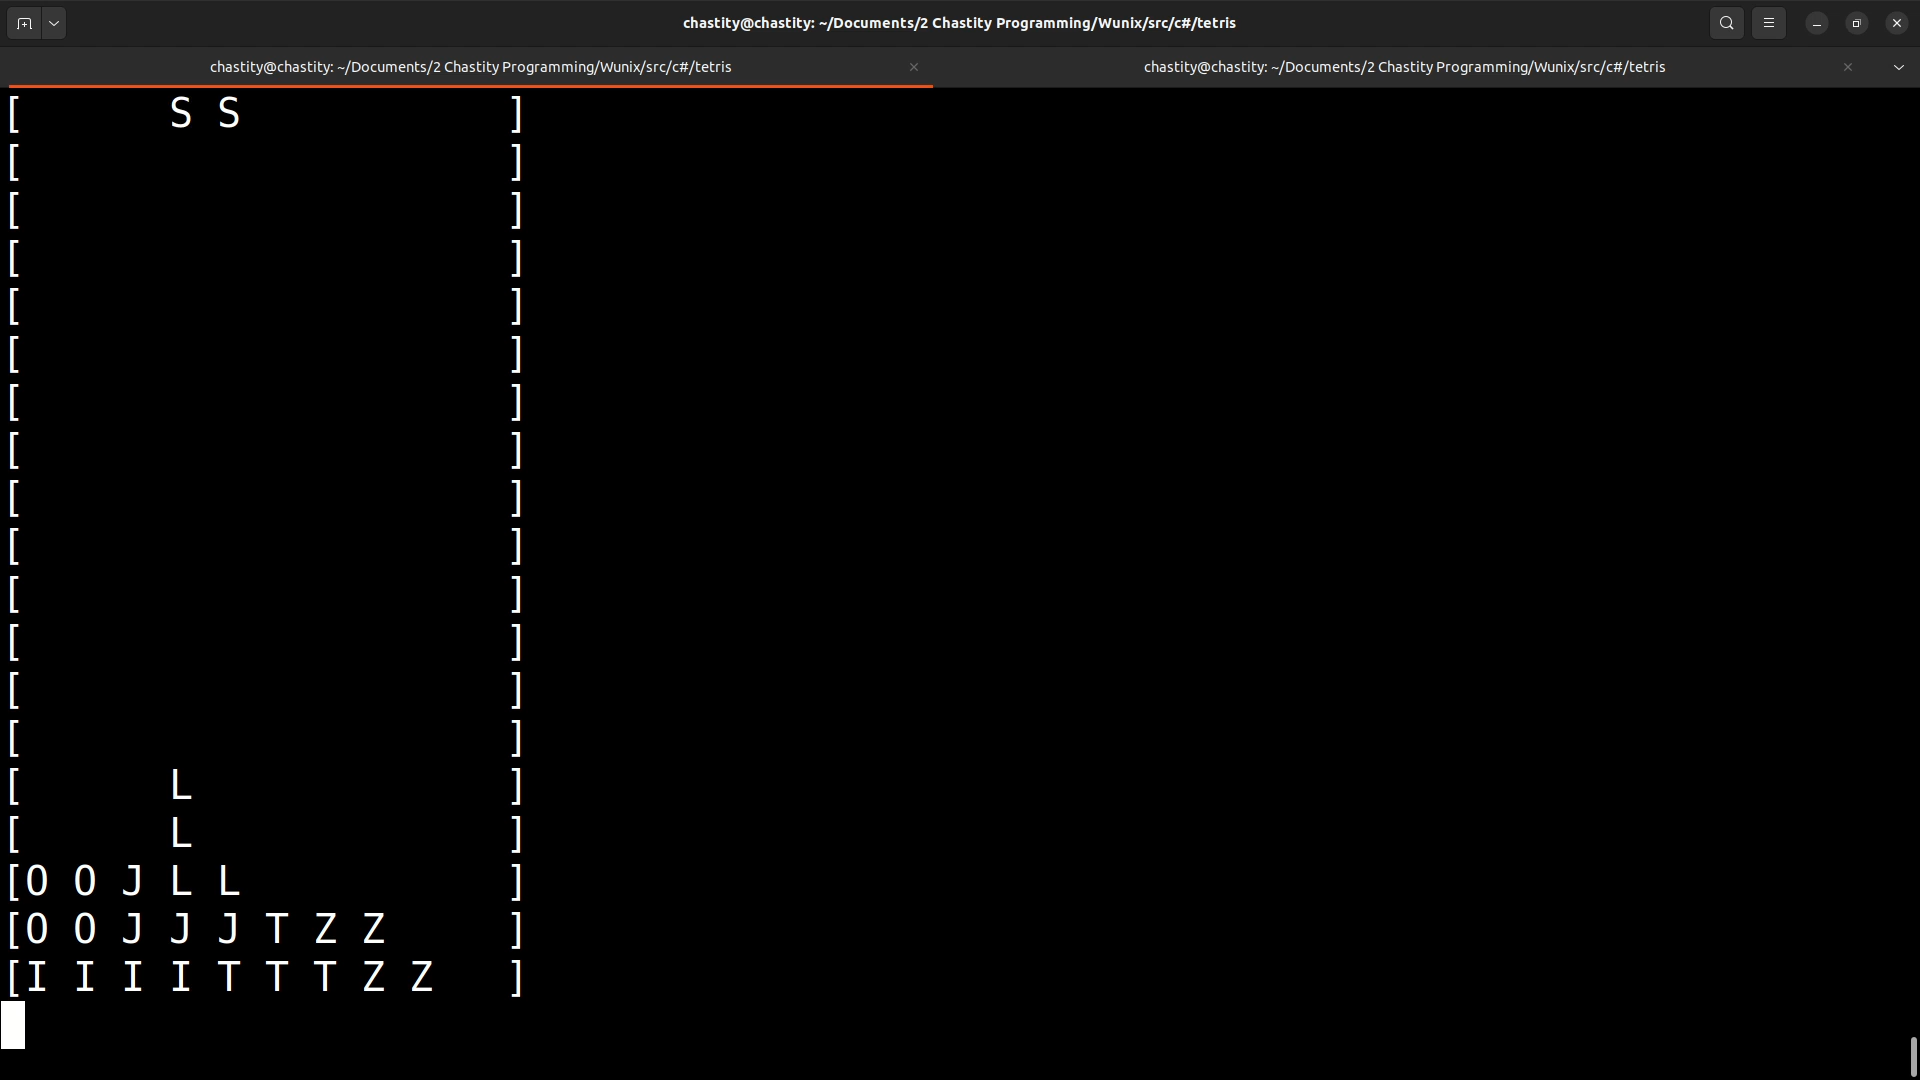 chastity@chastity: ~/Documents/2 Chastity Programming/Wunix/src/c#/tetris
chastity@chastity: ~/Documents/2 Chastity Programming/Wunix/src/c#/tetris × chastity@chastity: ~/Documents/2 Chastity Programming/Wunix/src/c#/tetris ×
[      S S           ]
[                    ]
[                    ]
[                    ]
[                    ]
[                    ]
[                    ]
[                    ]
[                    ]
[                    ]
[                    ]
[                    ]
[                    ]
[                    ]
[      L             ]
[      L             ]
[O O J L L           ]
[O O J J J T Z Z     ]
[I I I I T T T Z Z   ]